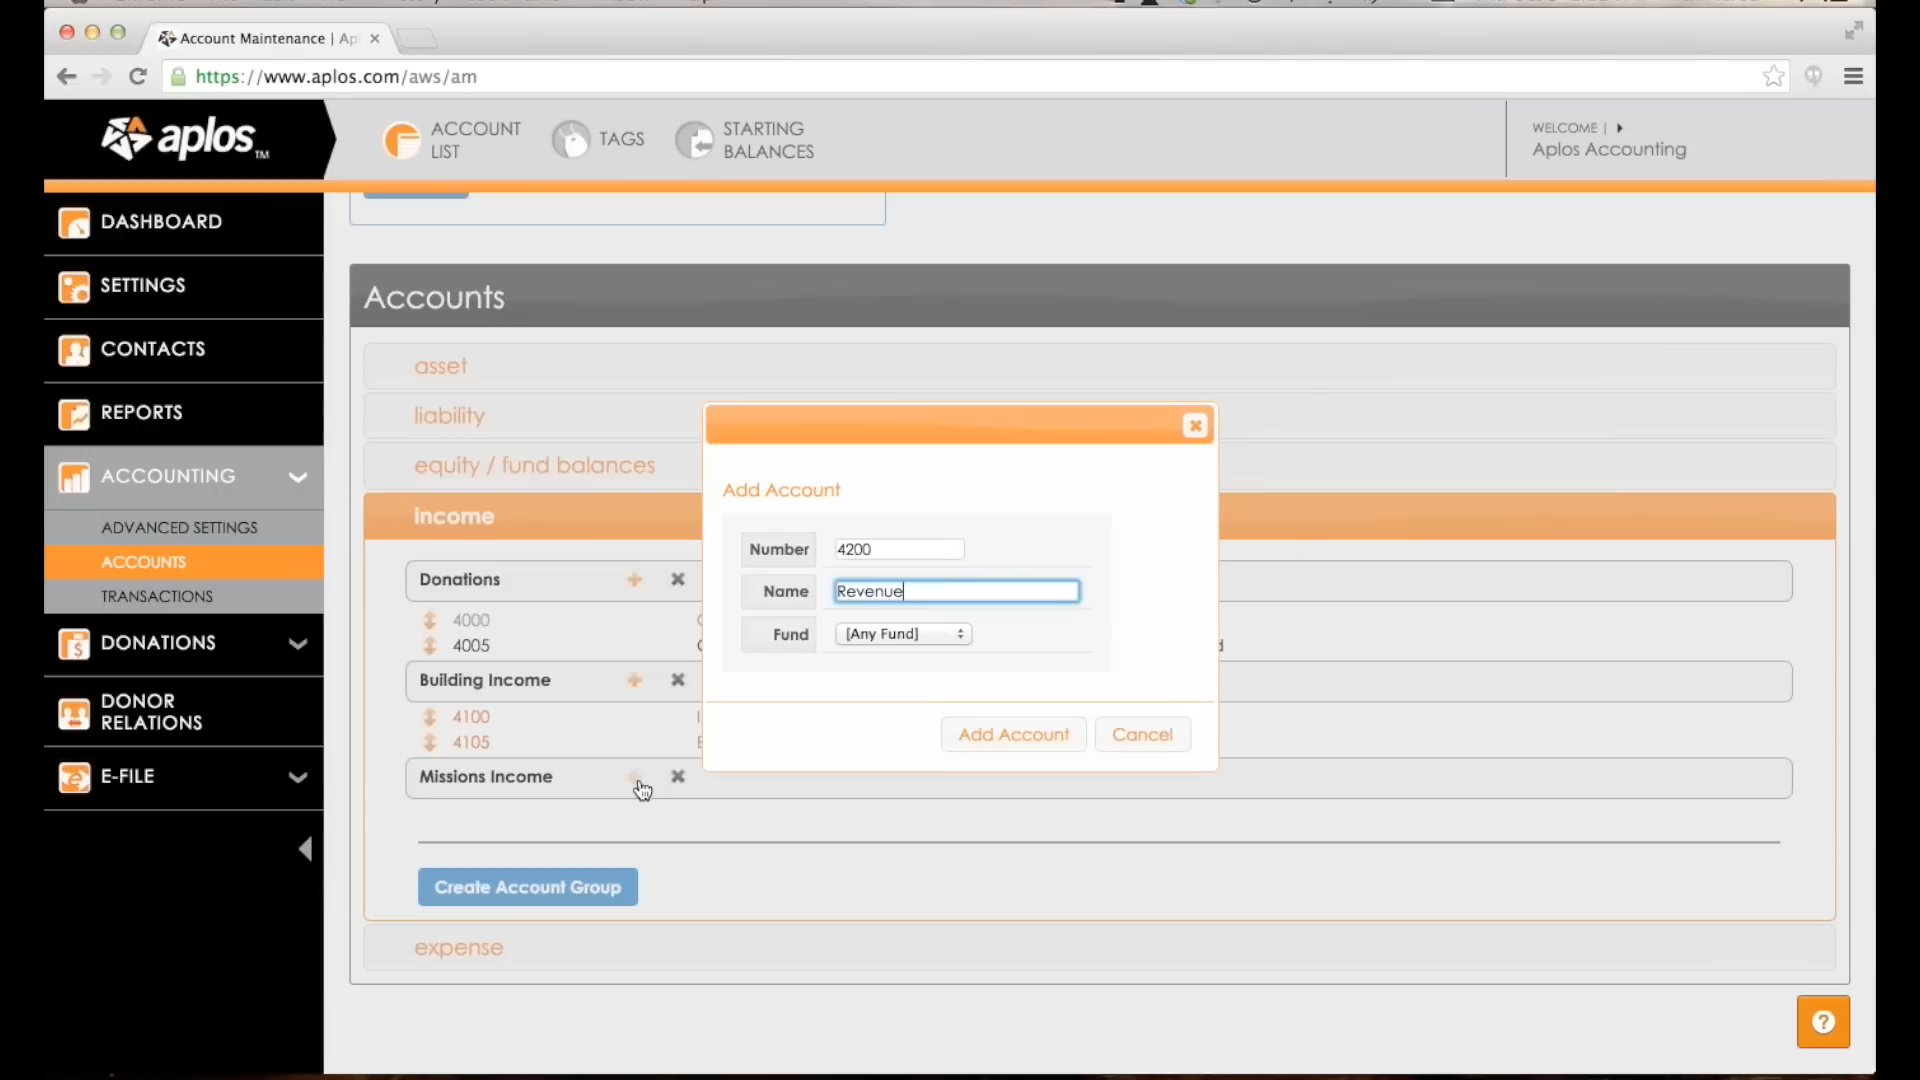 Account Maintenance | Apl
https://www.aplos.com/aws/am
aplos™
ACCOUNT
LIST
TAGS
STARTING
BALANCES
WELCOME |
Aplos Accounting
DASHBOARD
SETTINGS
CONTACTS
REPORTS
ACCOUNTING
ADVANCED SETTINGS
ACCOUNTS
TRANSACTIONS
DONATIONS
DONOR
RELATIONS
E-FILE
Accounts
asset
liability
equity / fund balances
Income
Donations
4000
4005
Building Income
4100
4105
Missions Income
Create Account Group
expense
Add Account
Number 4200
Name Revenue
Fund [Any Fund]
Add Account Cancel
?